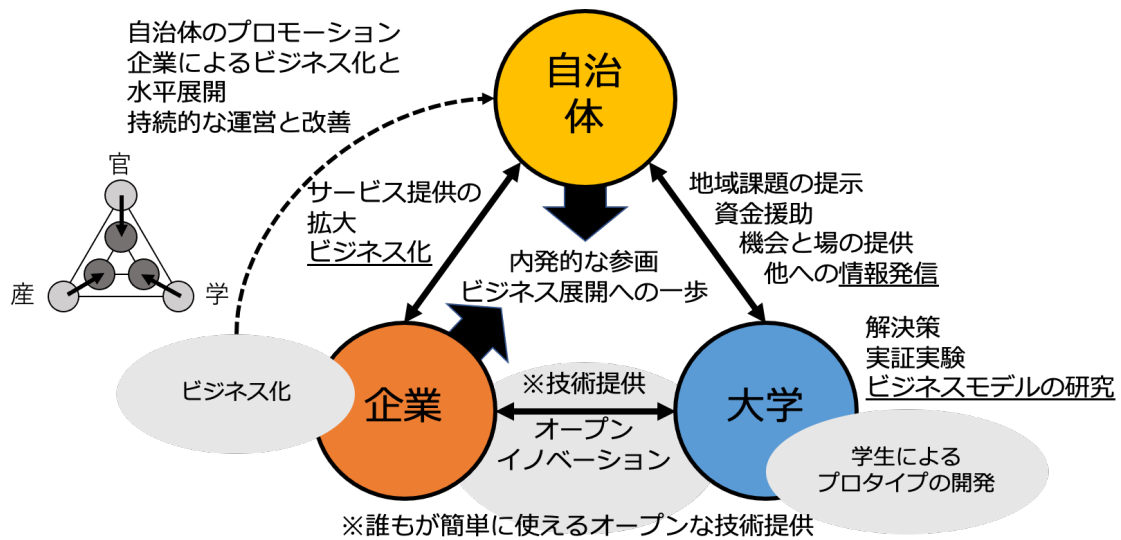 自治体のプロモーション
企業によるビジネス化と
水平展開
持続的な運営と改善
自治
体
官
産
学
サービス提供の
拡大
ビジネス化
地域課題の提示
資金援助
機会と場の提供
他への情報発信
内発的な参画
ビジネス展開への一歩
解決策
実証実験
ビジネスモデルの研究
ビジネス化
企業
※技術提供
オープン
イノベーション
大学
学生による
プロタイプの開発
※誰もが簡単に使えるオープンな技術提供